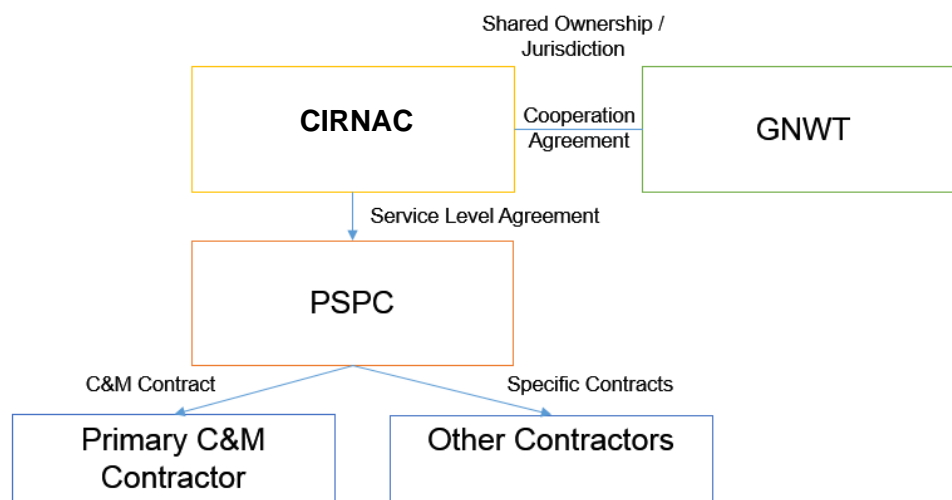 Shared Ownership /
Jurisdiction
CIRNAC
Cooperation
Agreement
GNWT
Service Level Agreement
PSPC
C&M Contract
Specific Contracts
Primary C&M
Contractor
Other Contractors